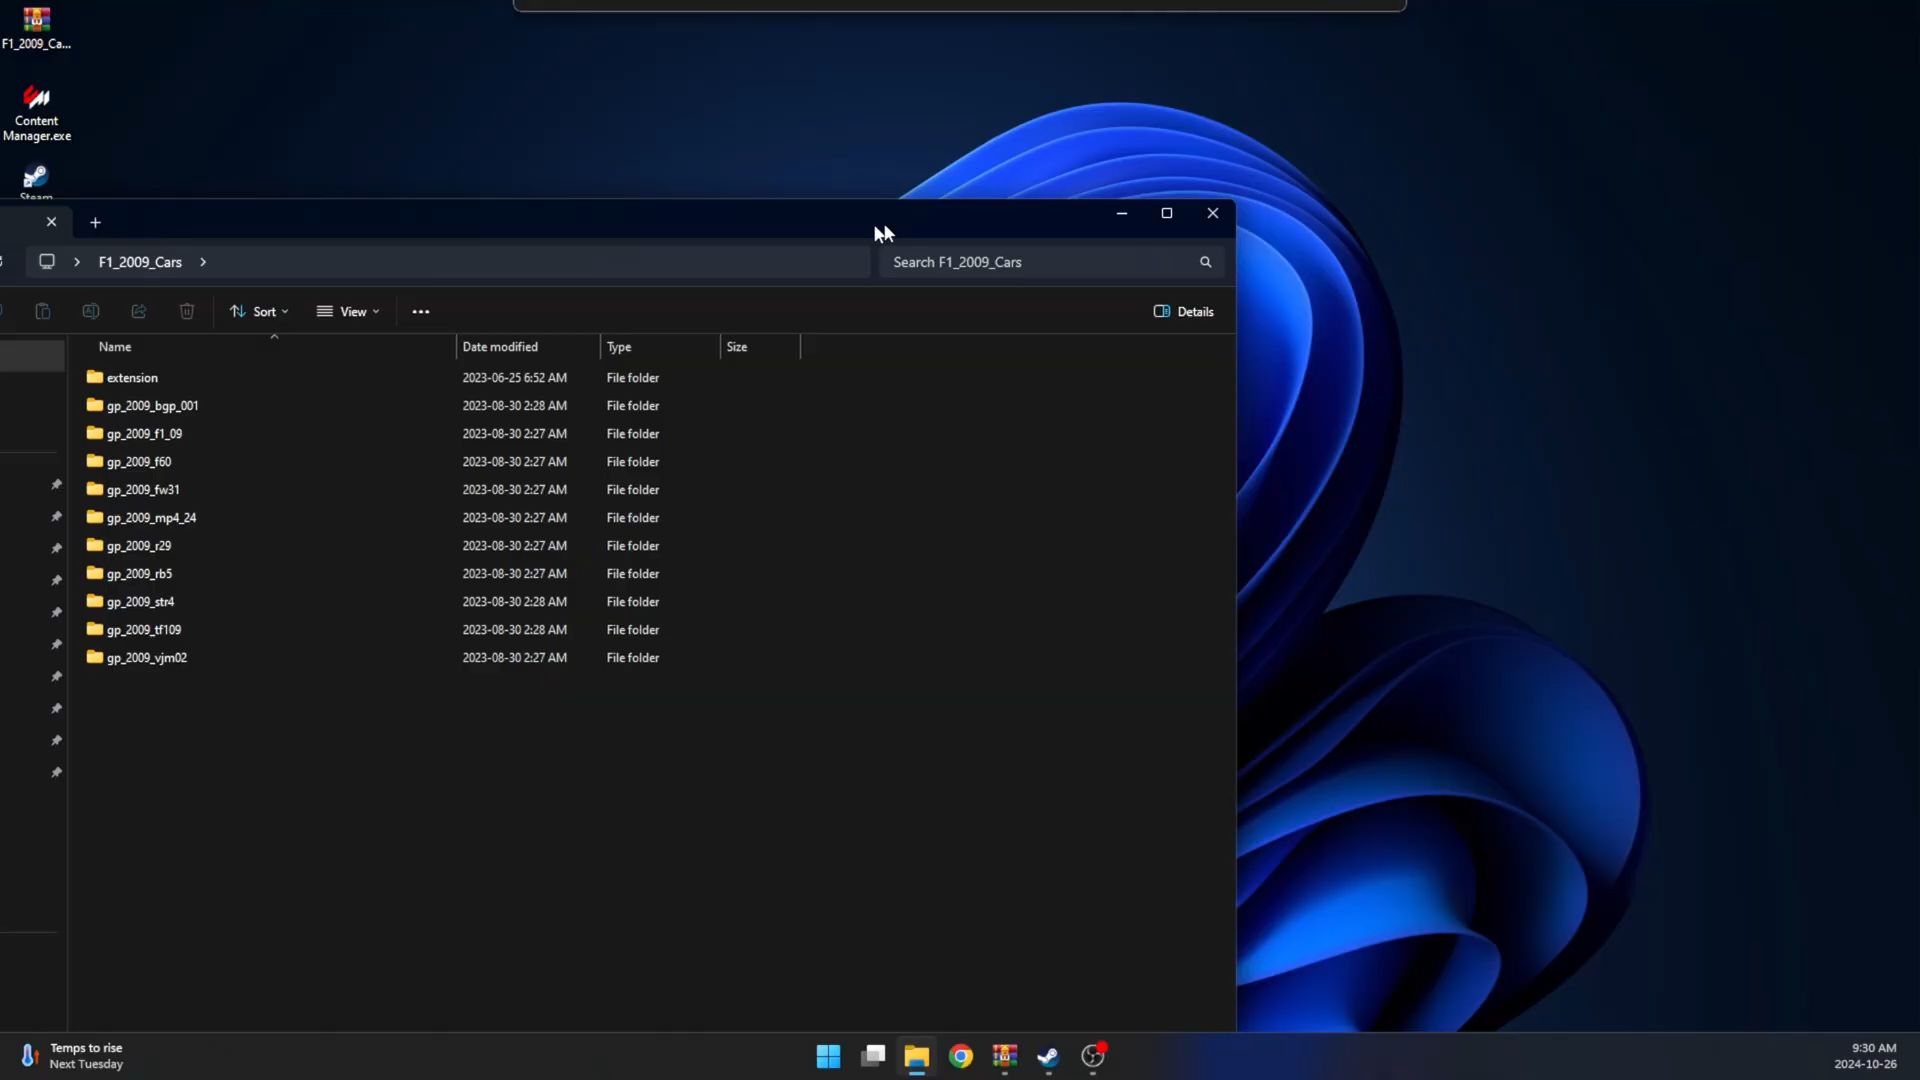 F1_2009_Ca...
Content
Manager.exe
Steam
F1_2009_Cars
Search F1_2009_Cars
Sort
View
Details
Name Date modified Type Size
extension 2023-06-25 6:52 AM File folder
gp_2009_bgp_001 2023-08-30 2:28 AM File folder
gp_2009_f1_09 2023-08-30 2:27 AM File folder
gp_2009_f60 2023-08-30 2:27 AM File folder
gp_2009_fw31 2023-08-30 2:27 AM File folder
gp_2009_mp4_24 2023-08-30 2:27 AM File folder
gp_2009_r29 2023-08-30 2:27 AM File folder
gp_2009_rb5 2023-08-30 2:27 AM File folder
gp_2009_str4 2023-08-30 2:28 AM File folder
gp_2009_tf109 2023-08-30 2:28 AM File folder
gp_2009_vjm02 2023-08-30 2:27 AM File folder
Temps to rise
Next Tuesday
9:30 AM
2024-10-26